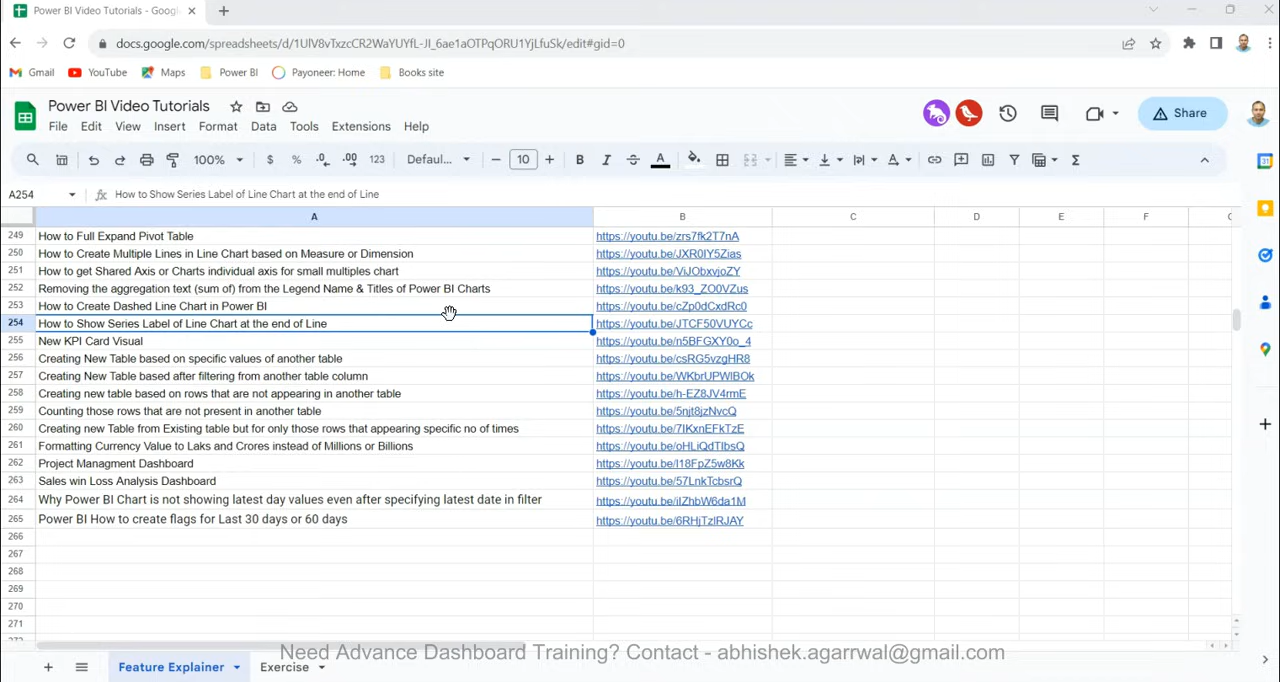 Power BI Video Tutorials - Googl
docs.google.com/spreadsheets/d/1UlV8vTxzcCR2WaYUYfL-JI_6ae1aOTPqORU1YjLfuSk/edit#gid=0
Gmail YouTube Maps Power BI Payoneer: Home Books site
Power BI Video Tutorials
File Edit View Insert Format Data Tools Extensions Help
Share
100% $ % .0 .00 123 Defaul... 10 B I A
A254 fx How to Show Series Label of Line Chart at the end of Line
A B C D E F
249 How to Full Expand Pivot Table https://youtu.be/zrs7fk2T7nA
250 How to Create Multiple Lines in Line Chart based on Measure or Dimension https://youtu.be/JXR0IY5Zias
251 How to get Shared Axis or Charts individual axis for small multiples chart https://youtu.be/ViJObxvjoZY
252 Removing the aggregation text (sum of) from the Legend Name & Titles of Power BI Charts https://youtu.be/k93_ZO0VZus
253 How to Create Dashed Line Chart in Power BI https://youtu.be/cZp0dCxdRc0
254 How to Show Series Label of Line Chart at the end of Line https://youtu.be/JTCF50VUYCc
255 New KPI Card Visual https://youtu.be/n5BFGXY0o_4
256 Creating New Table based on specific values of another table https://youtu.be/csRG5vzgHR8
257 Creating New Table based after filtering from another table column https://youtu.be/WKbrUPWlBOk
258 Creating new table based on rows that are not appearing in another table https://youtu.be/h-EZ8JV4rmE
259 Counting those rows that are not present in another table https://youtu.be/5njt8jzNvcQ
260 Creating new Table from Existing table but for only those rows that appearing specific no of times https://youtu.be/7IKxnEFkTzE
261 Formatting Currency Value to Laks and Crores instead of Millions or Billions https://youtu.be/oHLiQdTIbsQ
262 Project Managment Dashboard https://youtu.be/l18FpZ5w8Kk
263 Sales win Loss Analysis Dashboard https://youtu.be/57LnkTcbsrQ
264 Why Power BI Chart is not showing latest day values even after specifying latest date in filter https://youtu.be/iIZhbW6da1M
265 Power BI How to create flags for Last 30 days or 60 days https://youtu.be/6RHjTzlRJAY
266
267
268
269
270
271
Need Advance Dashboard Training? Contact - abhishek.agarrwal@gmail.com
Feature Explainer Exercise